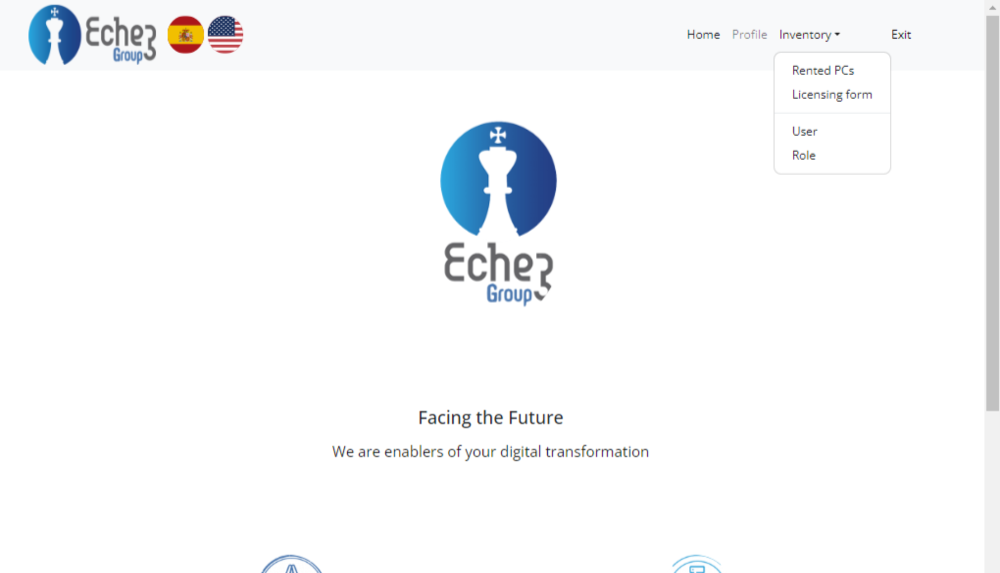 Echez
Group
Home Profile Inventory Exit
Rented PCs
Licensing form
User
Role
Echez
Group
Facing the Future
We are enablers of your digital transformation